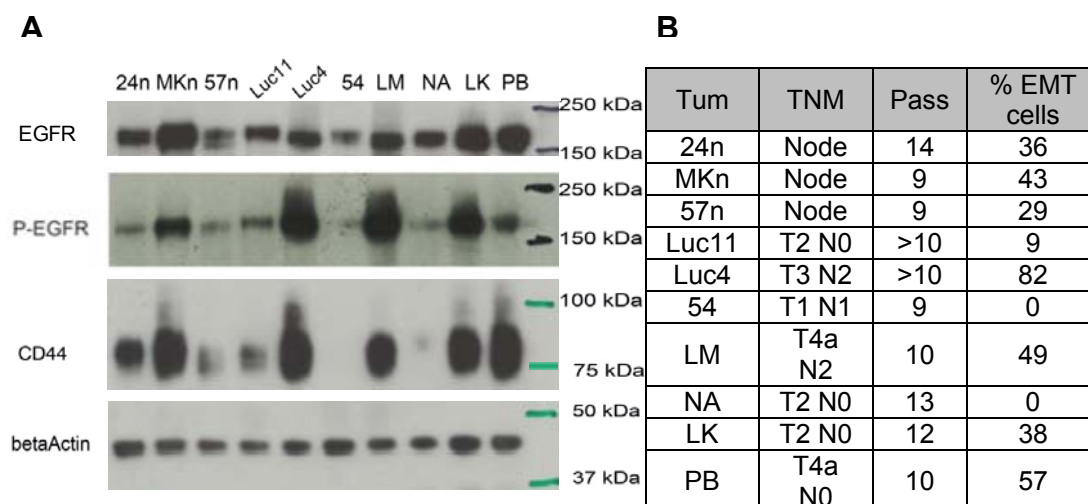 A
B
24n MKn 57n Luc11 Luc4 54 LM NA LK PB
EGFR
250 kDa
150 kDa
P-EGFR
250 kDa
150 kDa
CD44
100 kDa
75 kDa
betaActin
50 kDa
37 kDa
Tum TNM Pass % EMT cells
24n Node 14 36
MKn Node 9 43
57n Node 9 29
Luc11 T2 N0 >10 9
Luc4 T3 N2 >10 82
54 T1 N1 9 0
LM T4a N2 10 49
NA T2 N0 13 0
LK T2 N0 12 38
PB T4a N0 10 57